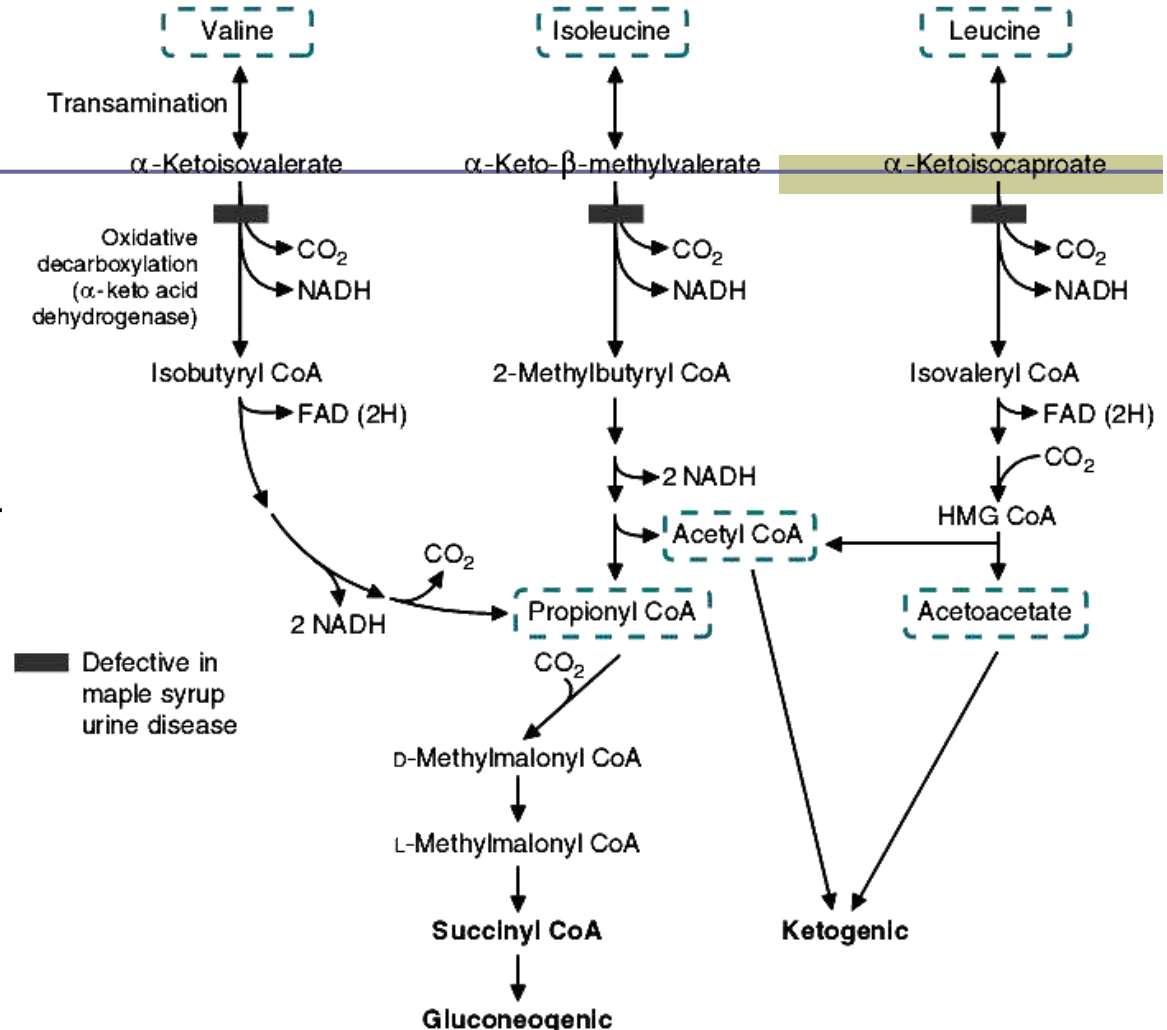 Valine
Isoleucine
Leucine
Transamination
α-Ketoisovalerate
α-Keto-β-methylvalerate
α-Ketoisocaproate
Oxidative
decarboxylation
(α-keto acid
dehydrogenase)
CO2
NADH
CO2
NADH
CO2
NADH
Isobutyryl CoA
2-Methylbutyryl CoA
Isovaleryl CoA
FAD (2H)
FAD (2H)
2 NADH
CO2
HMG CoA
Acetyl CoA
CO2
2 NADH
Propionyl CoA
Acetoacetate
Defective in
maple syrup
urine disease
CO2
D-Methylmalonyl CoA
L-Methylmalonyl CoA
Succinyl CoA
Ketogenic
Gluconeogenic